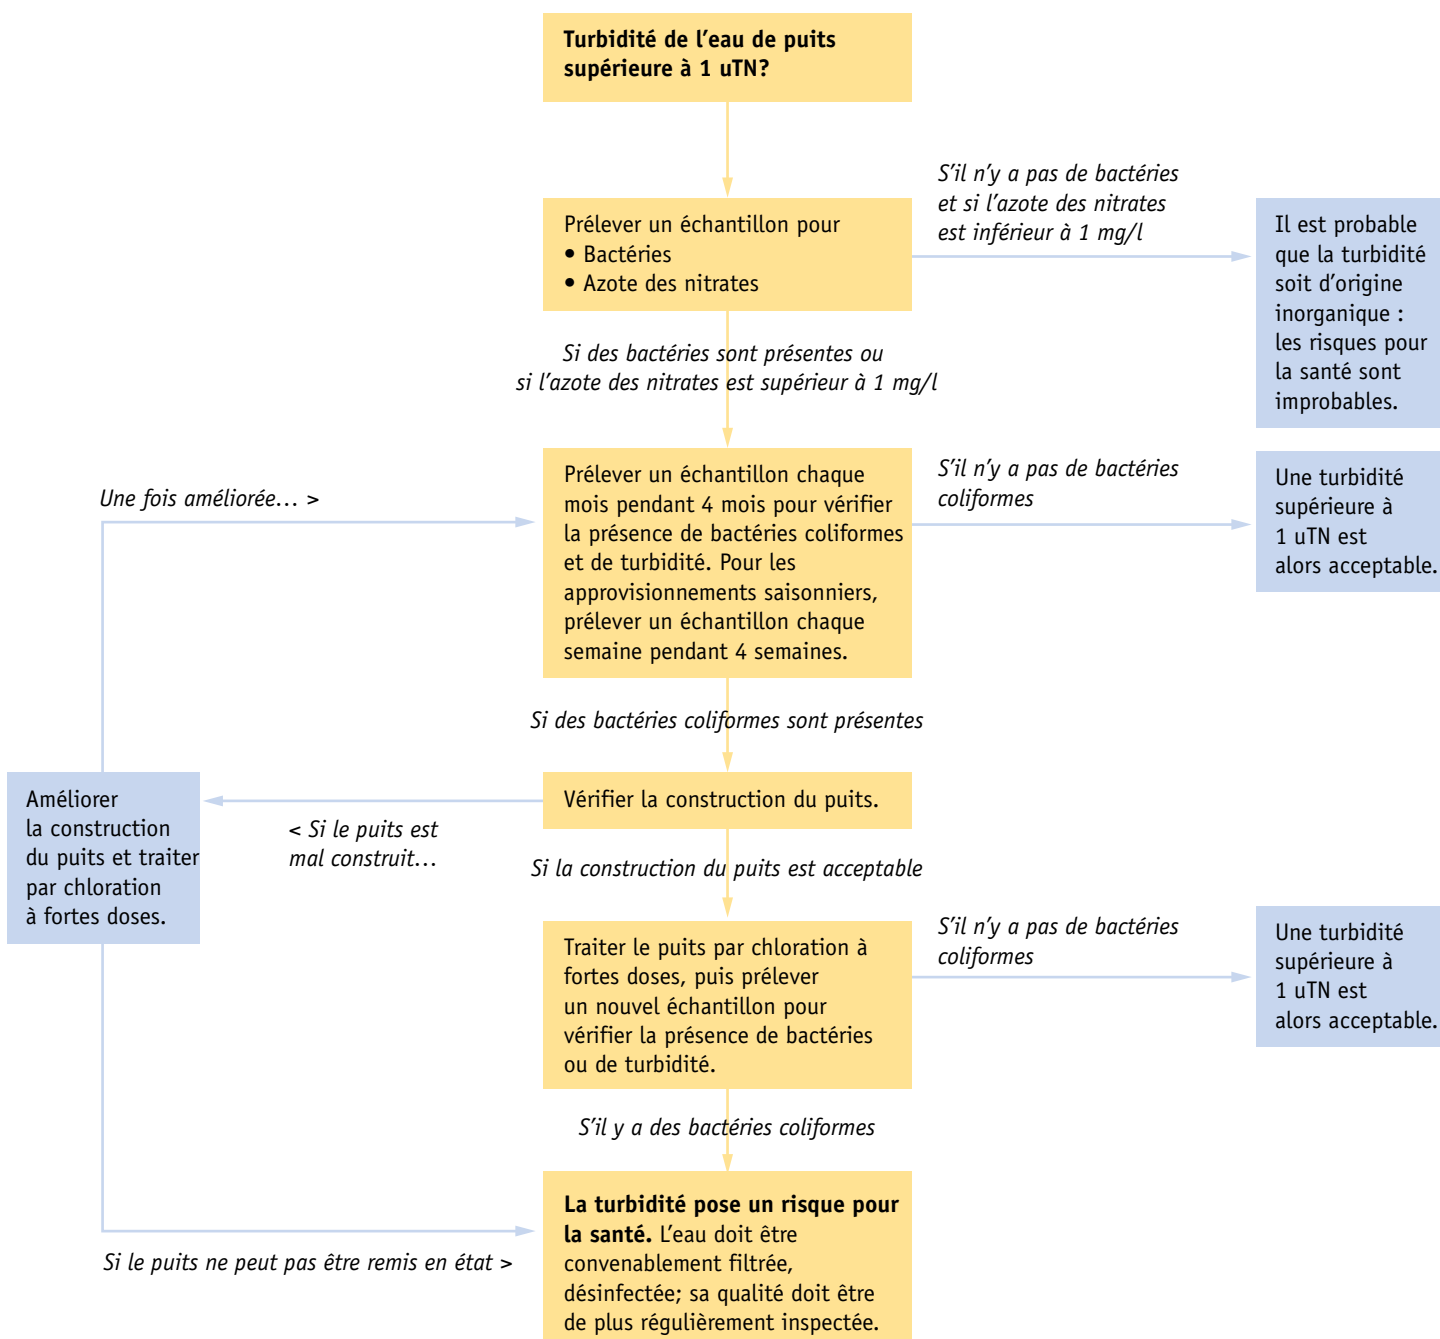 Turbidité de l’eau de puits
supérieure à 1 uTN?
S’il n’y a pas de bactéries
et si l’azote des nitrates
est inférieur à 1 mg/l
Prélever un échantillon pour
• Bactéries
• Azote des nitrates
Il est probable
que la turbidité
soit d’origine
inorganique :
les risques pour
la santé sont
improbables.
Si des bactéries sont présentes ou
si l’azote des nitrates est supérieur à 1 mg/l
Une fois améliorée… >
Prélever un échantillon chaque
mois pendant 4 mois pour vérifier
la présence de bactéries coliformes
et de turbidité. Pour les
approvisionnements saisonniers,
prélever un échantillon chaque
semaine pendant 4 semaines.
S’il n’y a pas de bactéries
coliformes
Une turbidité
supérieure à
1 uTN est
alors acceptable.
Si des bactéries coliformes sont présentes
Améliorer
la construction
du puits et traiter
par chloration
à fortes doses.
< Si le puits est
mal construit…
Vérifier la construction du puits.
Si la construction du puits est acceptable
Traiter le puits par chloration à
fortes doses, puis prélever
un nouvel échantillon pour
vérifier la présence de bactéries
ou de turbidité.
S’il n’y a pas de bactéries
coliformes
Une turbidité
supérieure à
1 uTN est
alors acceptable.
S’il y a des bactéries coliformes
Si le puits ne peut pas être remis en état >
La turbidité pose un risque pour
la santé. L’eau doit être
convenablement filtrée,
désinfectée; sa qualité doit être
de plus régulièrement inspectée.